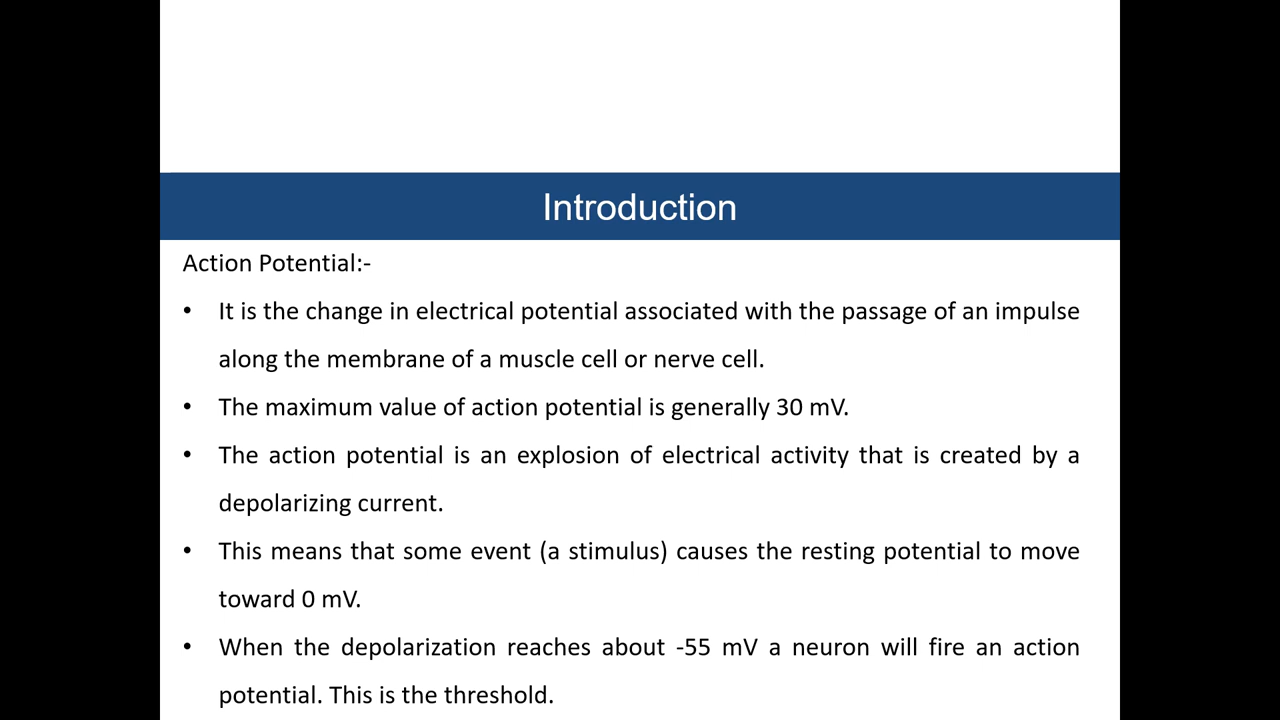 Introduction
Action Potential:-
• It is the change in electrical potential associated with the passage of an impulse
along the membrane of a muscle cell or nerve cell.
• The maximum value of action potential is generally 30 mV.
• The action potential is an explosion of electrical activity that is created by a
depolarizing current.
• This means that some event (a stimulus) causes the resting potential to move
toward 0 mV.
• When the depolarization reaches about -55 mV a neuron will fire an action
potential. This is the threshold.